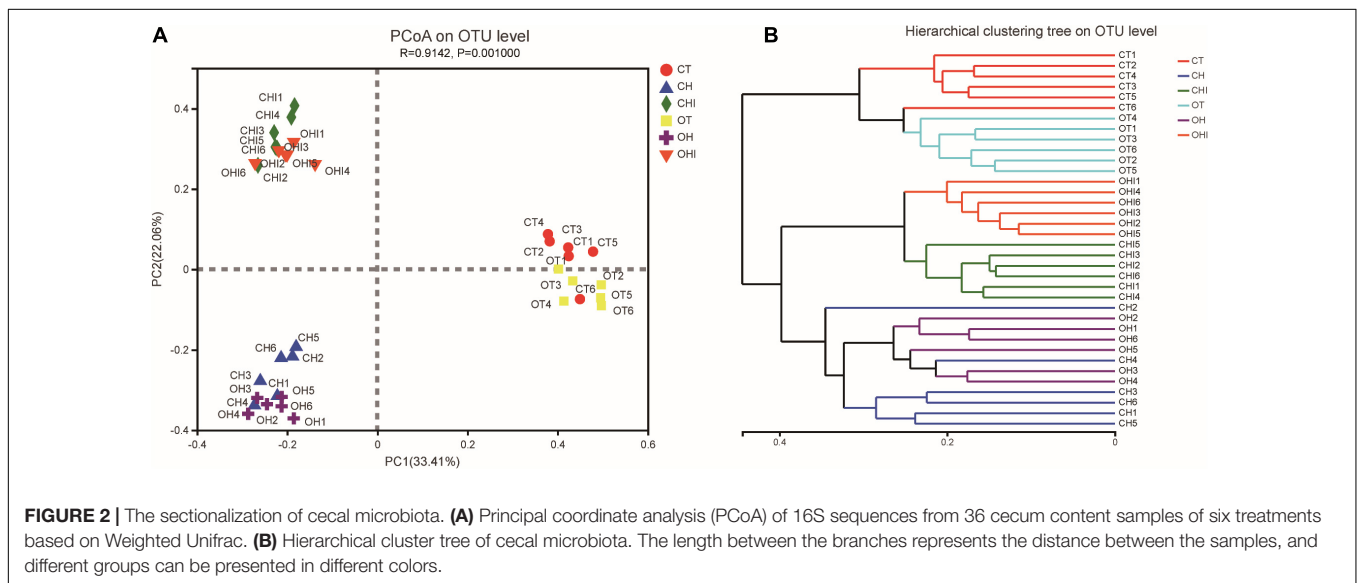 A
PCoA on OTU level
R=0.9142, P=0.001000
CT
CH
CHI
OT
OH
OHI
PC2(22.06%)
0.4
0.2
0
-0.2
-0.4
CHI1
CHI4
CHI3
OHI1
CHI5
OHI3
CHI6
OHI2
OHI5
OHI6
CHI2
OHI4
CT4
CT3
CT1
CT5
CT2
OT1
OT2
OT3
CT6
OT5
OT4
OT6
CH5
CH6
CH2
CH3
CH1
OH3
OH5
CH4
OH6
OH4
OH2
OH1
-0.4
-0.2
0
0.2
0.4
0.6
PC1(33.41%)
B
Hierarchical clustering tree on OTU level
CT1
CT2
CT4
CT3
CT5
CT6
OT4
OT1
OT3
OT6
OT2
OT5
OHI1
OHI4
OHI6
OHI3
OHI2
OHI5
CHI5
CHI3
CHI2
CHI6
CHI1
CHI4
CH2
OH2
OH1
OH6
OH5
CH4
OH3
OH4
CH3
CH6
CH1
CH5
0.4
0.2
0
CT
CH
CHI
OT
OH
OHI
FIGURE 2 | The sectionalization of cecal microbiota. (A) Principal coordinate analysis (PCoA) of 16S sequences from 36 cecum content samples of six treatments
based on Weighted Unifrac. (B) Hierarchical cluster tree of cecal microbiota. The length between the branches represents the distance between the samples, and
different groups can be presented in different colors.